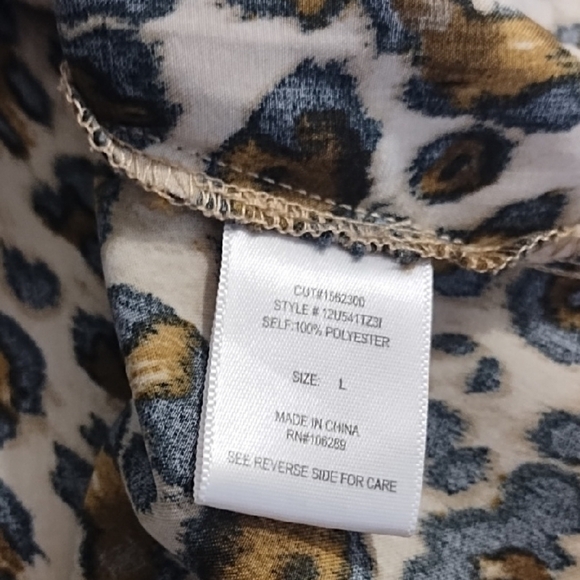 CUT#1562300
STYLE # 12U541TZ3I
SELF:100% POLYESTER
SIZE: L
MADE IN CHINA
RN#106289
SEE REVERSE SIDE FOR CARE